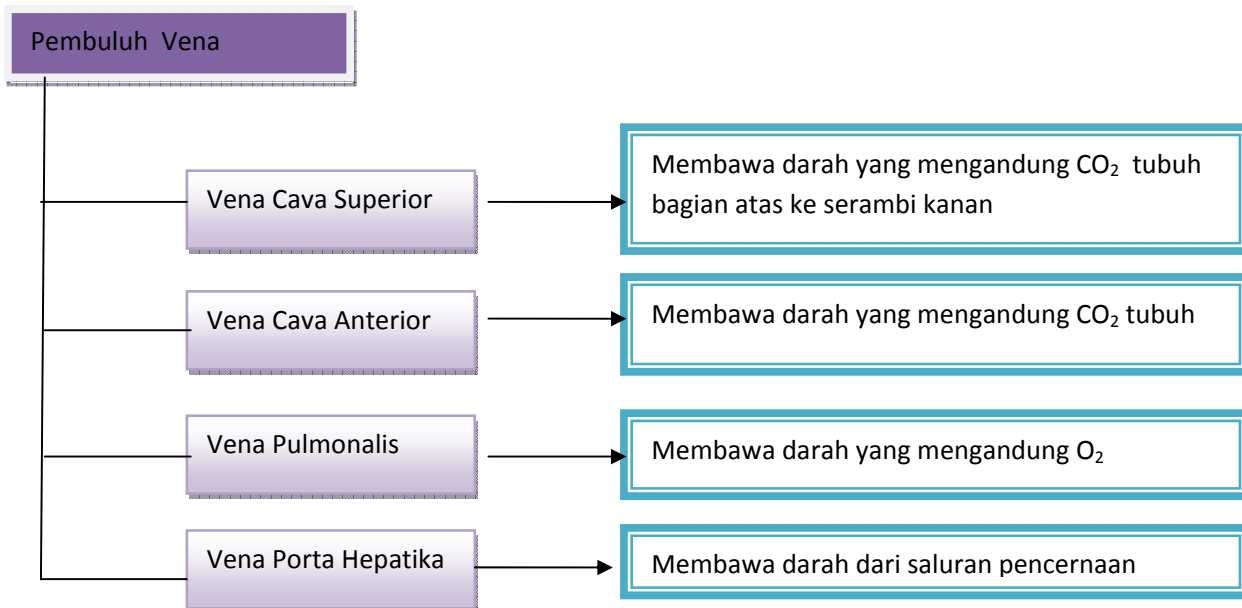 Pembuluh Vena
Vena Cava Superior
Membawa darah yang mengandung CO₂ tubuh
bagian atas ke serambi kanan
Vena Cava Anterior
Membawa darah yang mengandung CO₂ tubuh
Vena Pulmonalis
Membawa darah yang mengandung O₂
Vena Porta Hepatika
Membawa darah dari saluran pencernaan